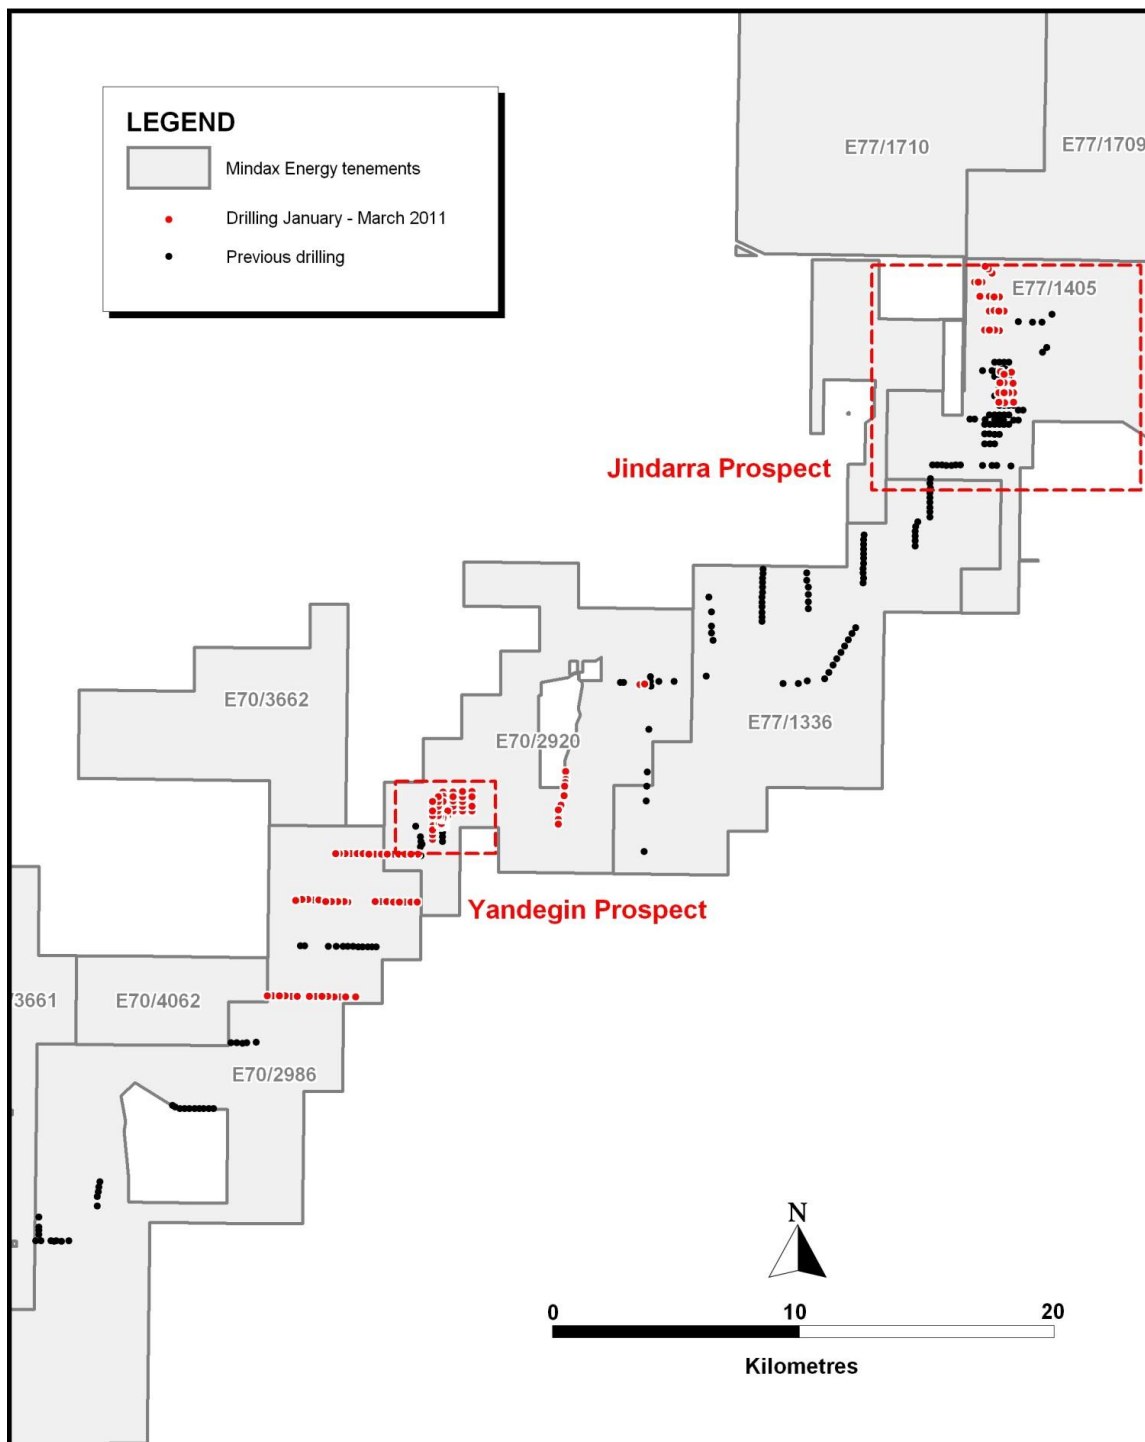 LEGEND
Mindax Energy tenements
Drilling January - March 2011
Previous drilling
E77/1710
E77/1709
E77/1405
Jindarra Prospect
E70/3662
E70/2920
E77/1336
Yandegin Prospect
/3661
E70/4062
E70/2986
N
0 10 20
Kilometres